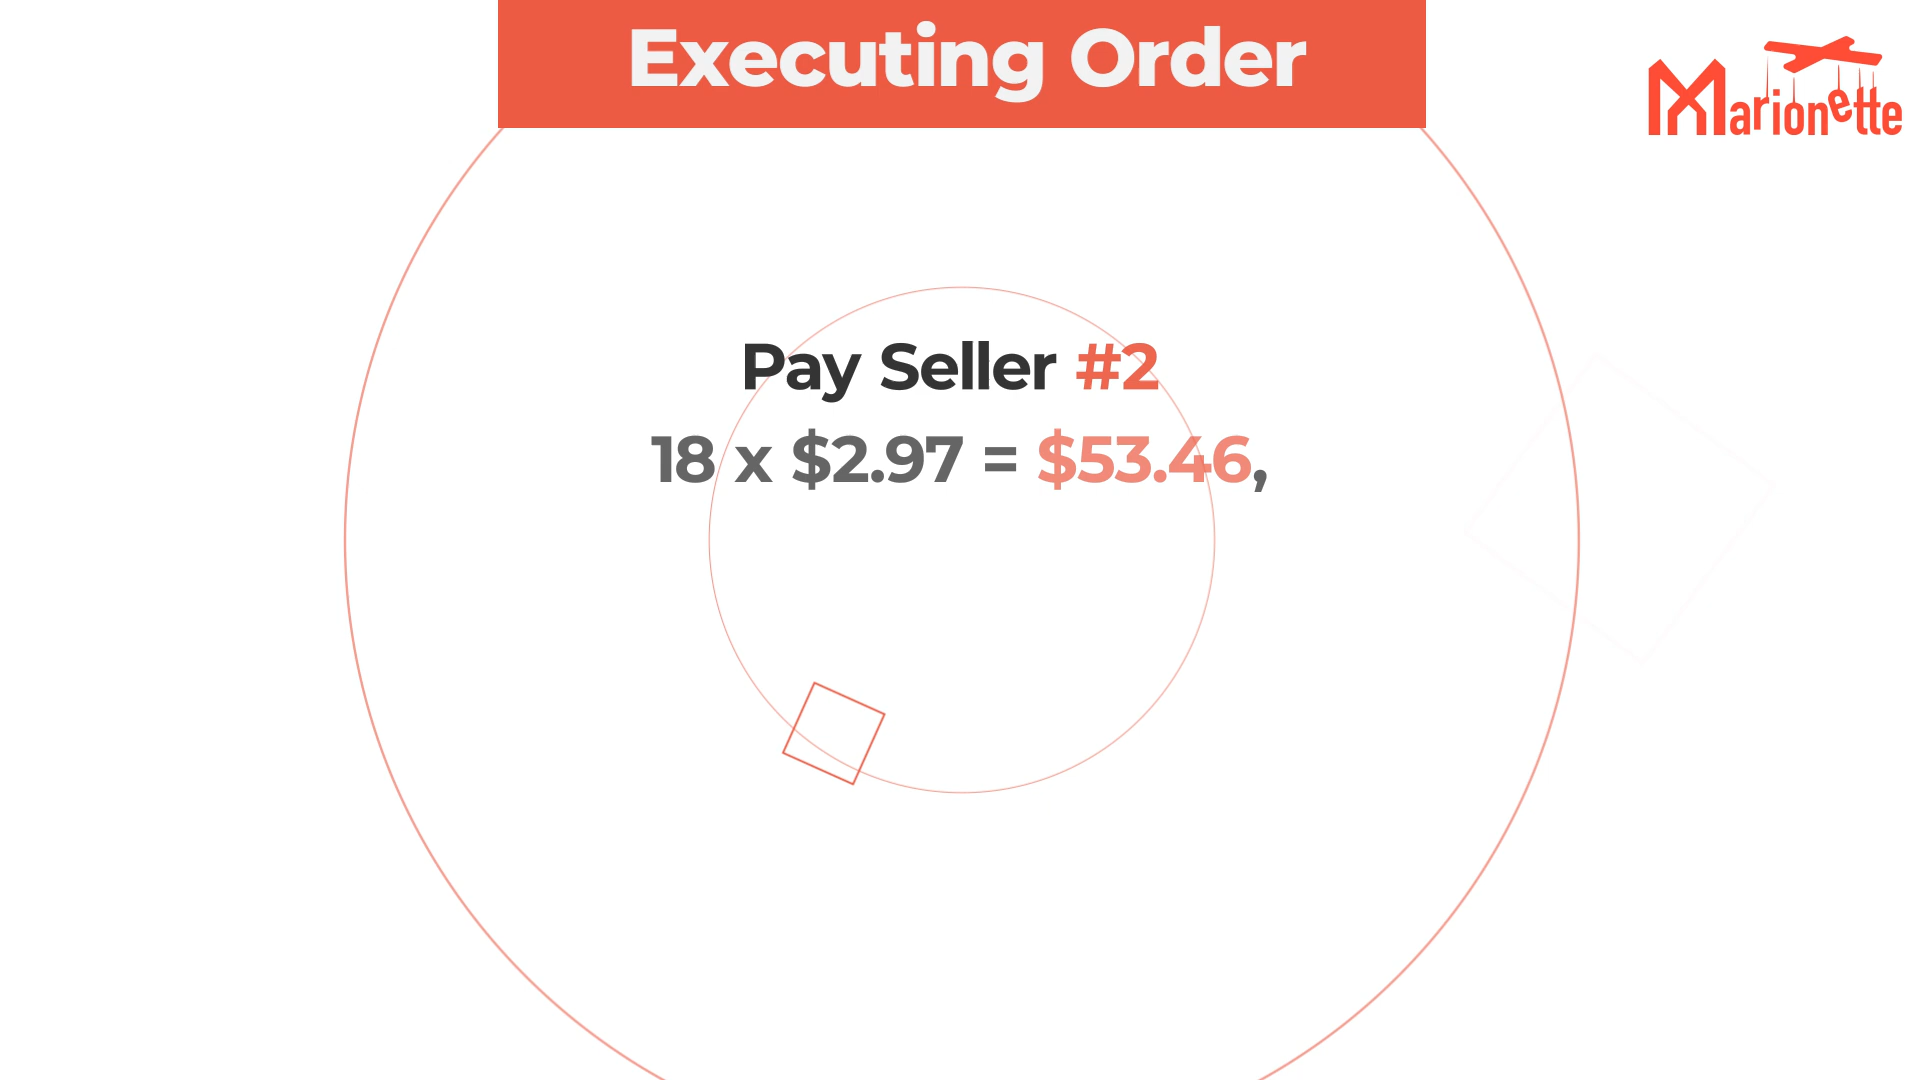 Executing Order
Marionette
Pay Seller #2
18 x $2.97 = $53.46,